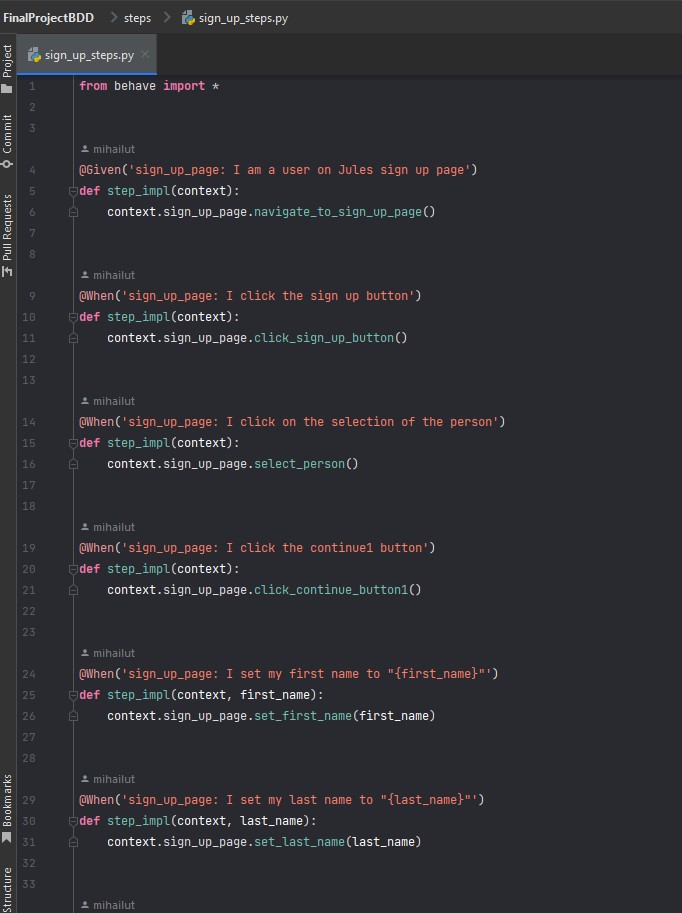 FinalProjectBDD
steps
sign_up_steps.py
sign_up_steps.py
Project
Commit
Pull Requests
Bookmarks
Structure
1 from behave import *
2
3
mihailut
4 @Given('sign_up_page: I am a user on Jules sign up page')
5 def step_impl(context):
6     context.sign_up_page.navigate_to_sign_up_page()
7
8
mihailut
9 @When('sign_up_page: I click the sign up button')
10 def step_impl(context):
11     context.sign_up_page.click_sign_up_button()
12
13
mihailut
14 @When('sign_up_page: I click on the selection of the person')
15 def step_impl(context):
16     context.sign_up_page.select_person()
17
18
mihailut
19 @When('sign_up_page: I click the continue1 button')
20 def step_impl(context):
21     context.sign_up_page.click_continue_button1()
22
23
mihailut
24 @When('sign_up_page: I set my first name to "{first_name}"')
25 def step_impl(context, first_name):
26     context.sign_up_page.set_first_name(first_name)
27
28
mihailut
29 @When('sign_up_page: I set my last name to "{last_name}"')
30 def step_impl(context, last_name):
31     context.sign_up_page.set_last_name(last_name)
32
33
mihailut